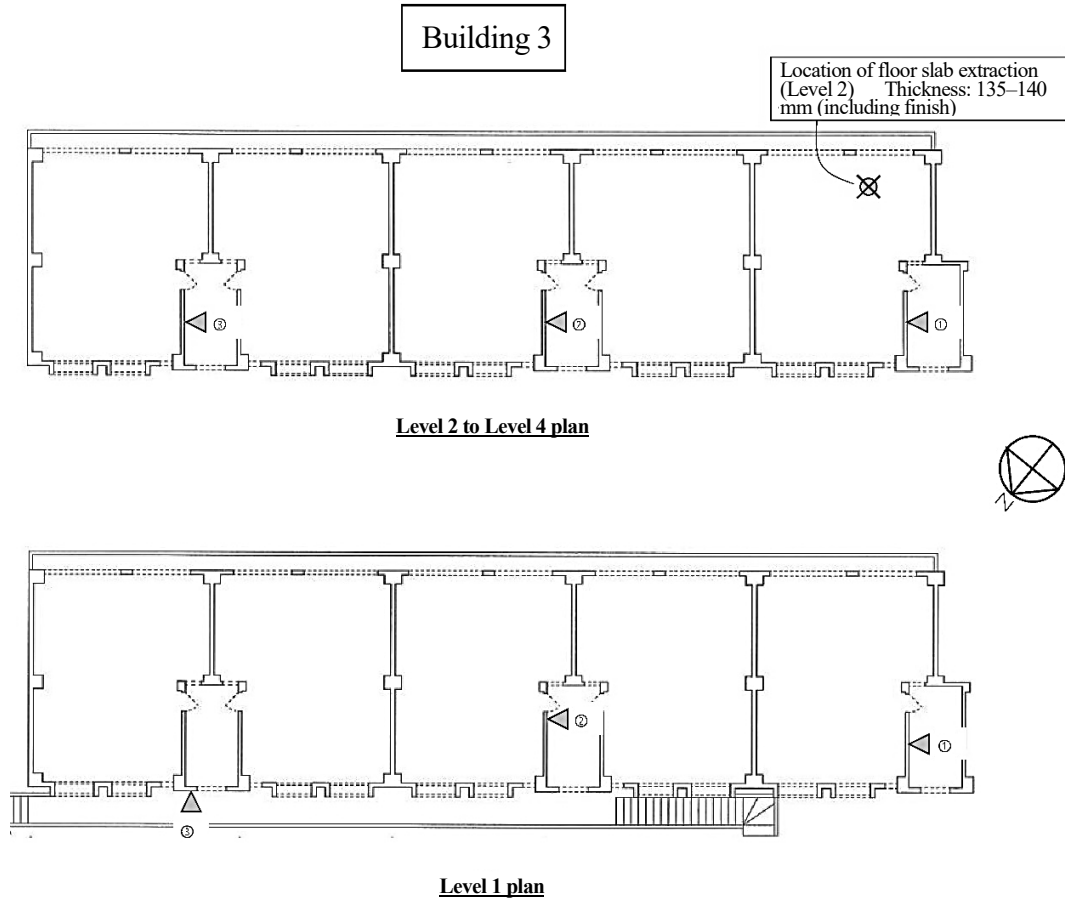 Building 3
Location of floor slab extraction
(Level 2) Thickness: 135–140
mm (including finish)
③
②
①
Level 2 to Level 4 plan
N
②
①
③
Level 1 plan